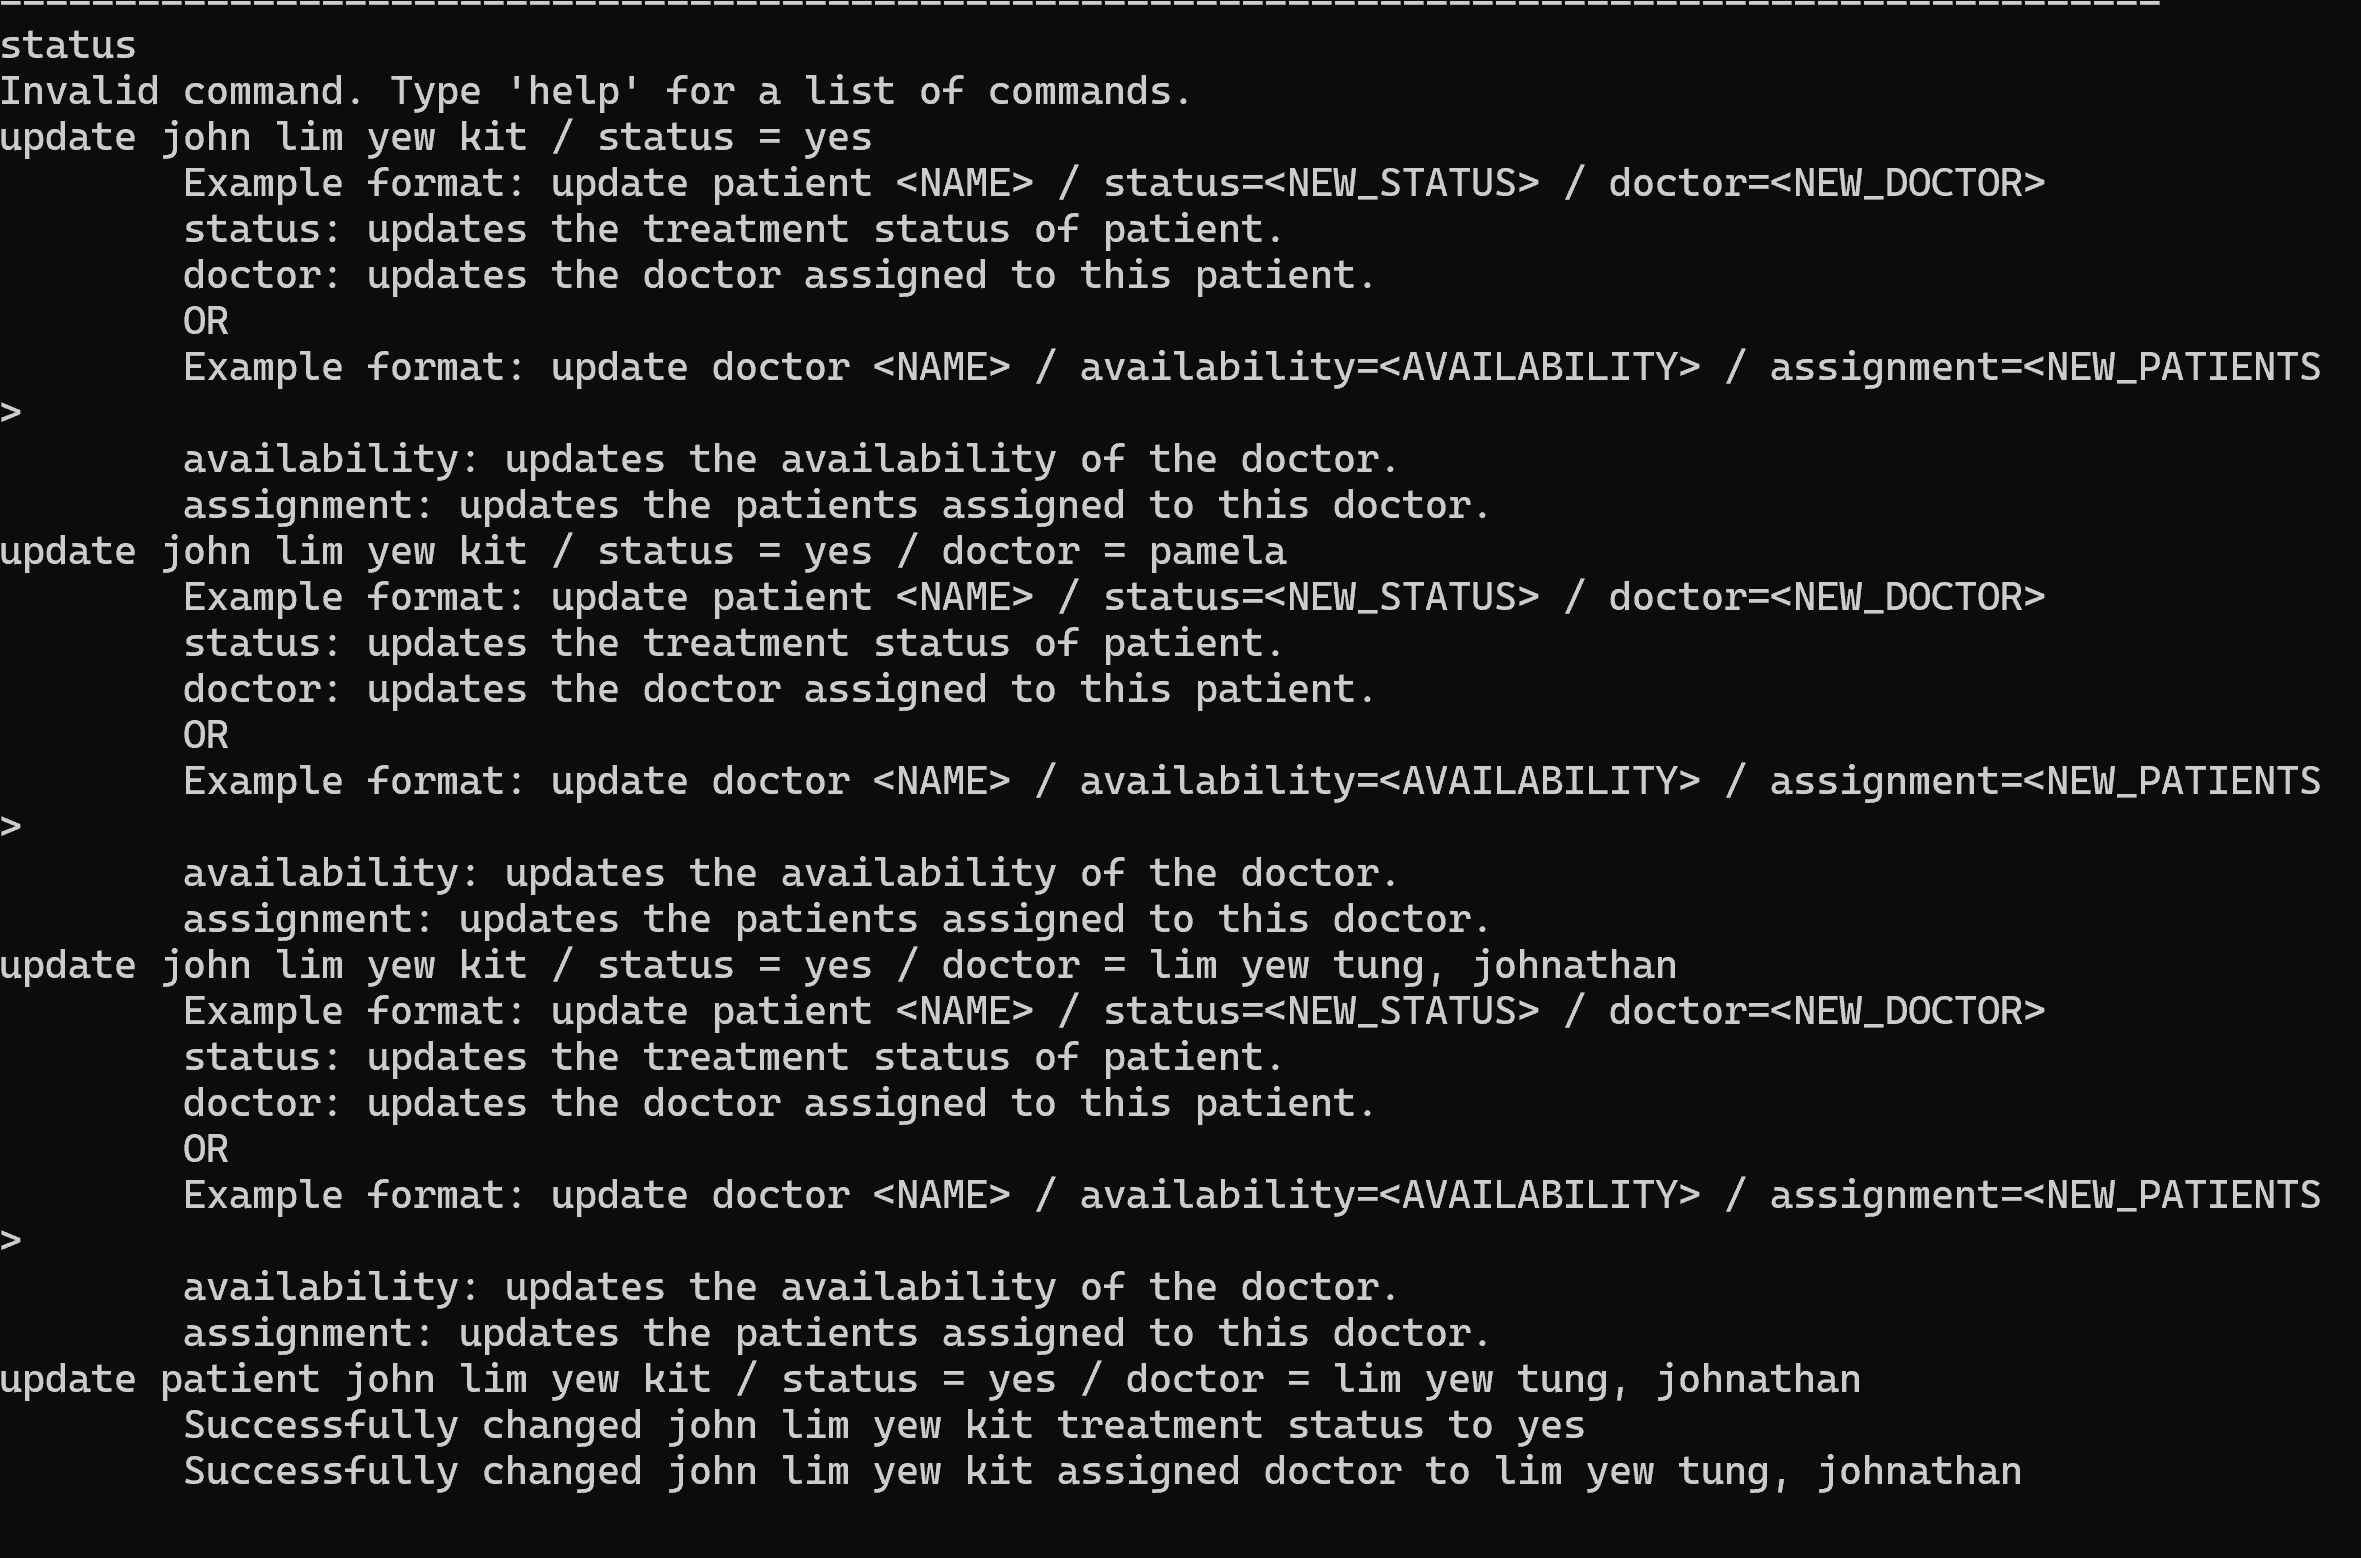 status
Invalid command. Type 'help' for a list of commands.
update john lim yew kit / status = yes
Example format: update patient <NAME> / status=<NEW_STATUS> / doctor=<NEW_DOCTOR>
status: updates the treatment status of patient.
doctor: updates the doctor assigned to this patient.
OR
Example format: update doctor <NAME> / availability=<AVAILABILITY> / assignment=<NEW_PATIENTS
>
availability: updates the availability of the doctor.
assignment: updates the patients assigned to this doctor.
update john lim yew kit / status = yes / doctor = pamela
Example format: update patient <NAME> / status=<NEW_STATUS> / doctor=<NEW_DOCTOR>
status: updates the treatment status of patient.
doctor: updates the doctor assigned to this patient.
OR
Example format: update doctor <NAME> / availability=<AVAILABILITY> / assignment=<NEW_PATIENTS
>
availability: updates the availability of the doctor.
assignment: updates the patients assigned to this doctor.
update john lim yew kit / status = yes / doctor = lim yew tung, johnathan
Example format: update patient <NAME> / status=<NEW_STATUS> / doctor=<NEW_DOCTOR>
status: updates the treatment status of patient.
doctor: updates the doctor assigned to this patient.
OR
Example format: update doctor <NAME> / availability=<AVAILABILITY> / assignment=<NEW_PATIENTS
>
availability: updates the availability of the doctor.
assignment: updates the patients assigned to this doctor.
update patient john lim yew kit / status = yes / doctor = lim yew tung, johnathan
Successfully changed john lim yew kit treatment status to yes
Successfully changed john lim yew kit assigned doctor to lim yew tung, johnathan